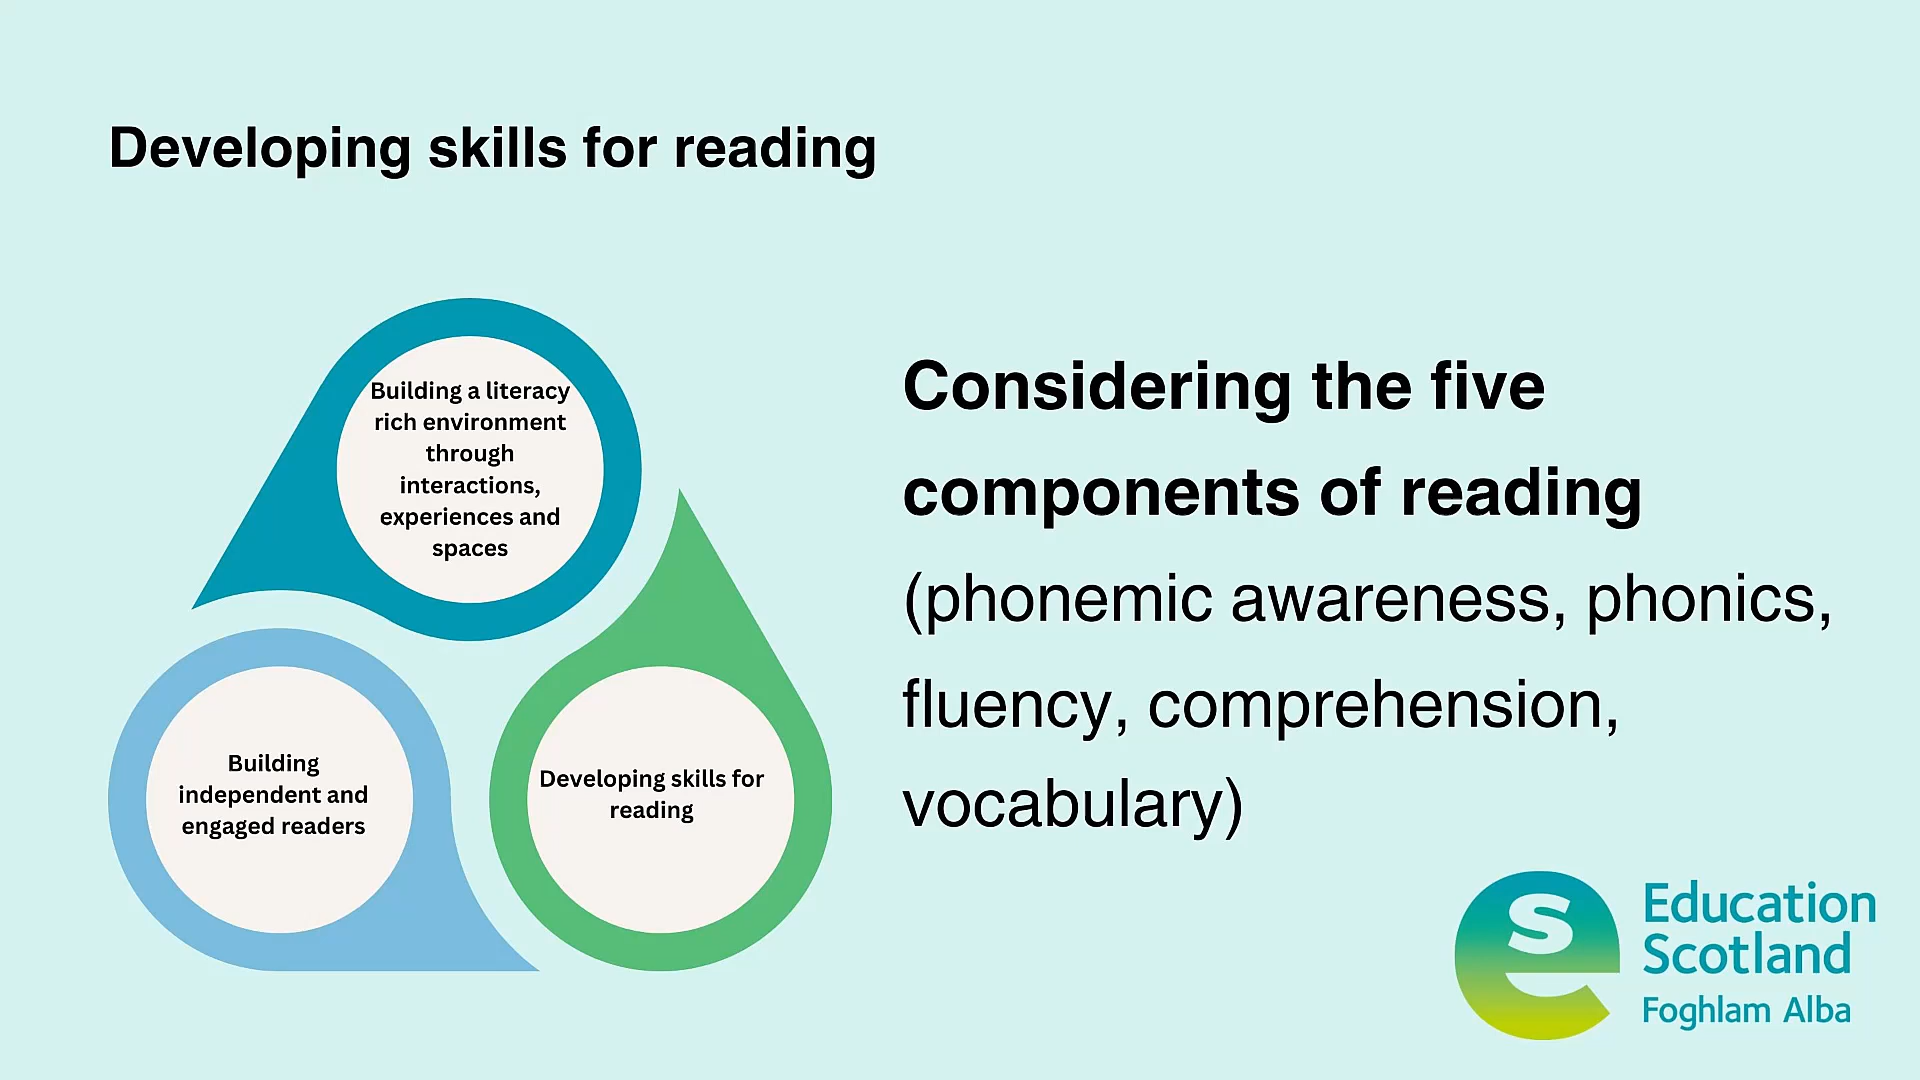 Developing skills for reading
Building a literacy
rich environment
through
interactions,
experiences and
spaces
Building
independent and
engaged readers
Developing skills for
reading
Considering the five
components of reading
(phonemic awareness, phonics,
fluency, comprehension,
vocabulary)
es
Education
Scotland
Foghlam Alba